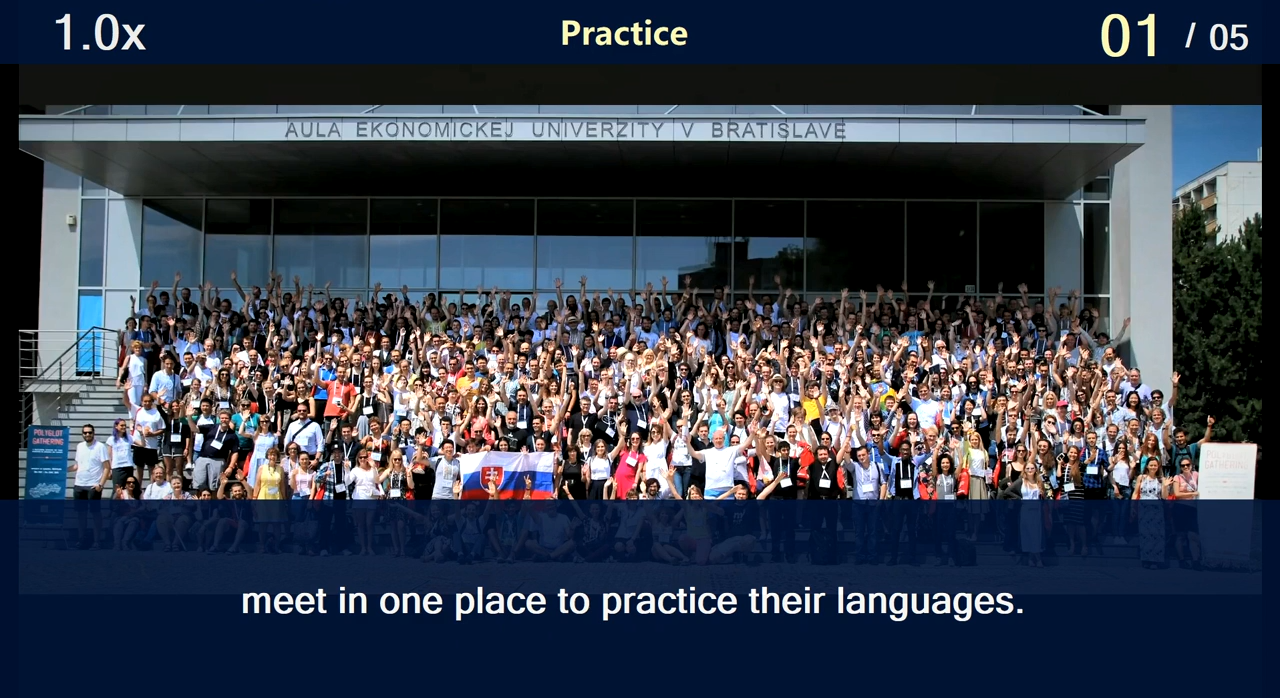 1.0x
Practice
01 / 05
AULA EKONOMICKEJ UNIVERZITY V BRATISLAVE
POLYGLOT
GATHERING
POLYGLOT
GATHERING
meet in one place to practice their languages.